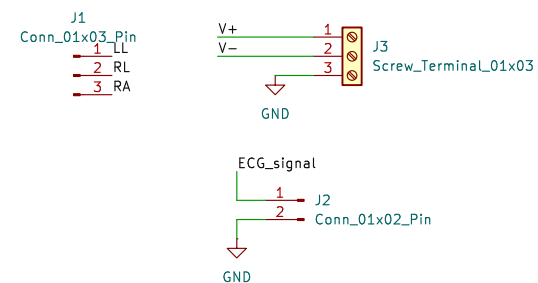 J1
Conn_01x03_Pin
1 LL
2 RL
3 RA
V+ 1
V- 2
3
J3
Screw_Terminal_01x03
GND
ECG_signal
1
2
J2
Conn_01x02_Pin
GND